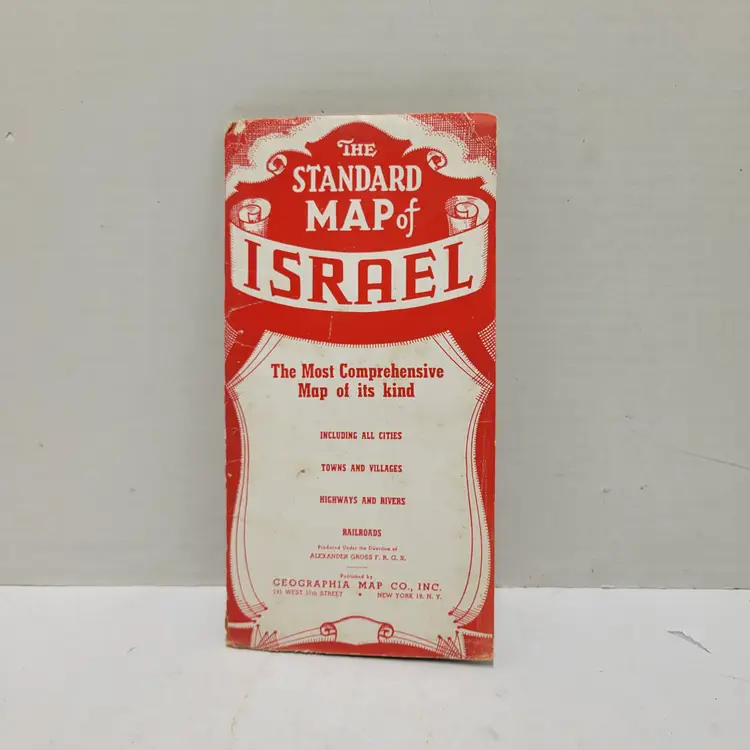 THE
STANDARD
MAP of
ISRAEL
The Most Comprehensive
Map of its kind
INCLUDING ALL CITIES
TOWNS AND VILLAGES
HIGHWAYS AND RIVERS
RAILROADS
Produced Under the Direction of
ALEXANDER GROSS F. R. G. S.
Published by
GEOGRAPHIA MAP CO., INC.
WEST STREET • NEW YORK 18, N. Y.